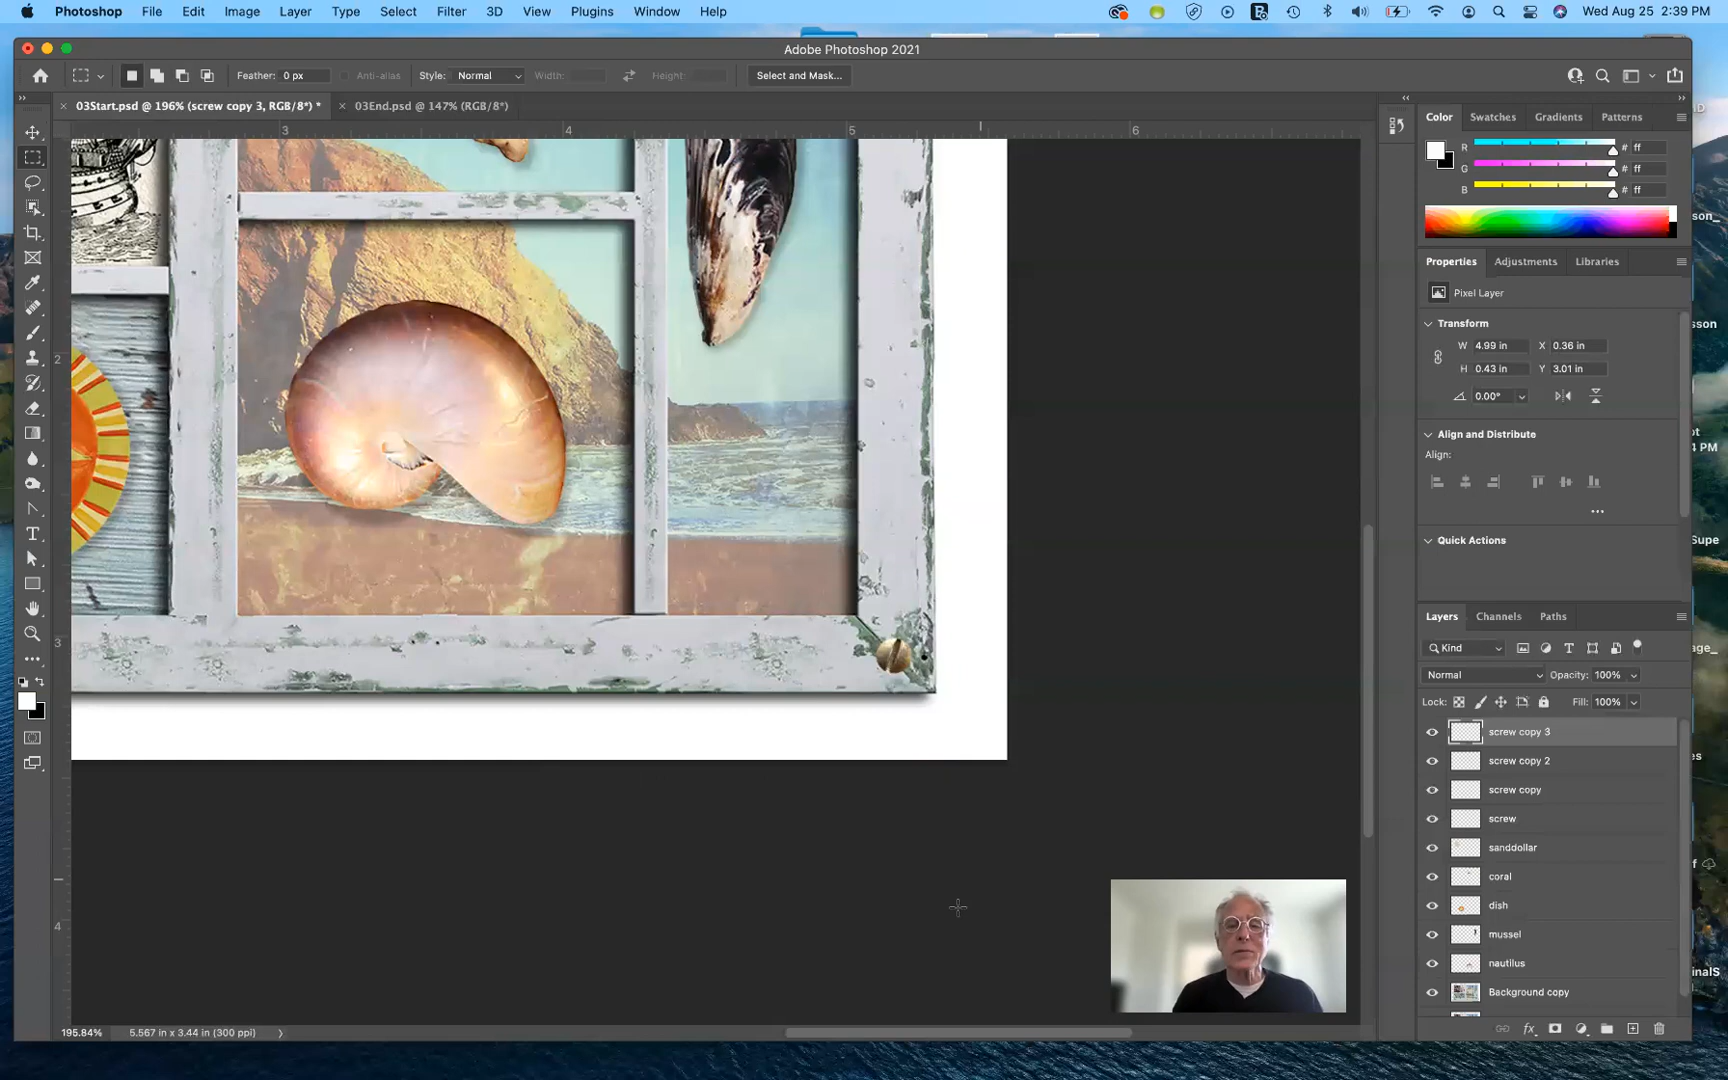 Photoshop File Edit Image Layer Type Select Filter 3D View Plugins Window Help Wed Aug 25 2:39 PM
Adobe Photoshop 2021
Feather: 0 px Anti-alias Style: Normal Width: Height: Select and Mask...
03Start.psd @ 196% (screw copy 3, RGB/8*) * 03End.psd @ 147% (RGB/8*)
3 4 5 6
2
3
4
Color Swatches Gradients Patterns
R # ff
G # ff
B # ff
Properties Adjustments Libraries
Pixel Layer
Transform
W 4.99 in X 0.36 in
H 0.43 in Y 3.01 in
0.00°
Align and Distribute
Align:
Quick Actions
Layers Channels Paths
Kind
Normal Opacity: 100%
Lock: Fill: 100%
screw copy 3
screw copy 2
screw copy
screw
sanddollar
coral
dish
mussel
nautilus
Background copy
195.84% 5.567 in x 3.44 in (300 ppi)